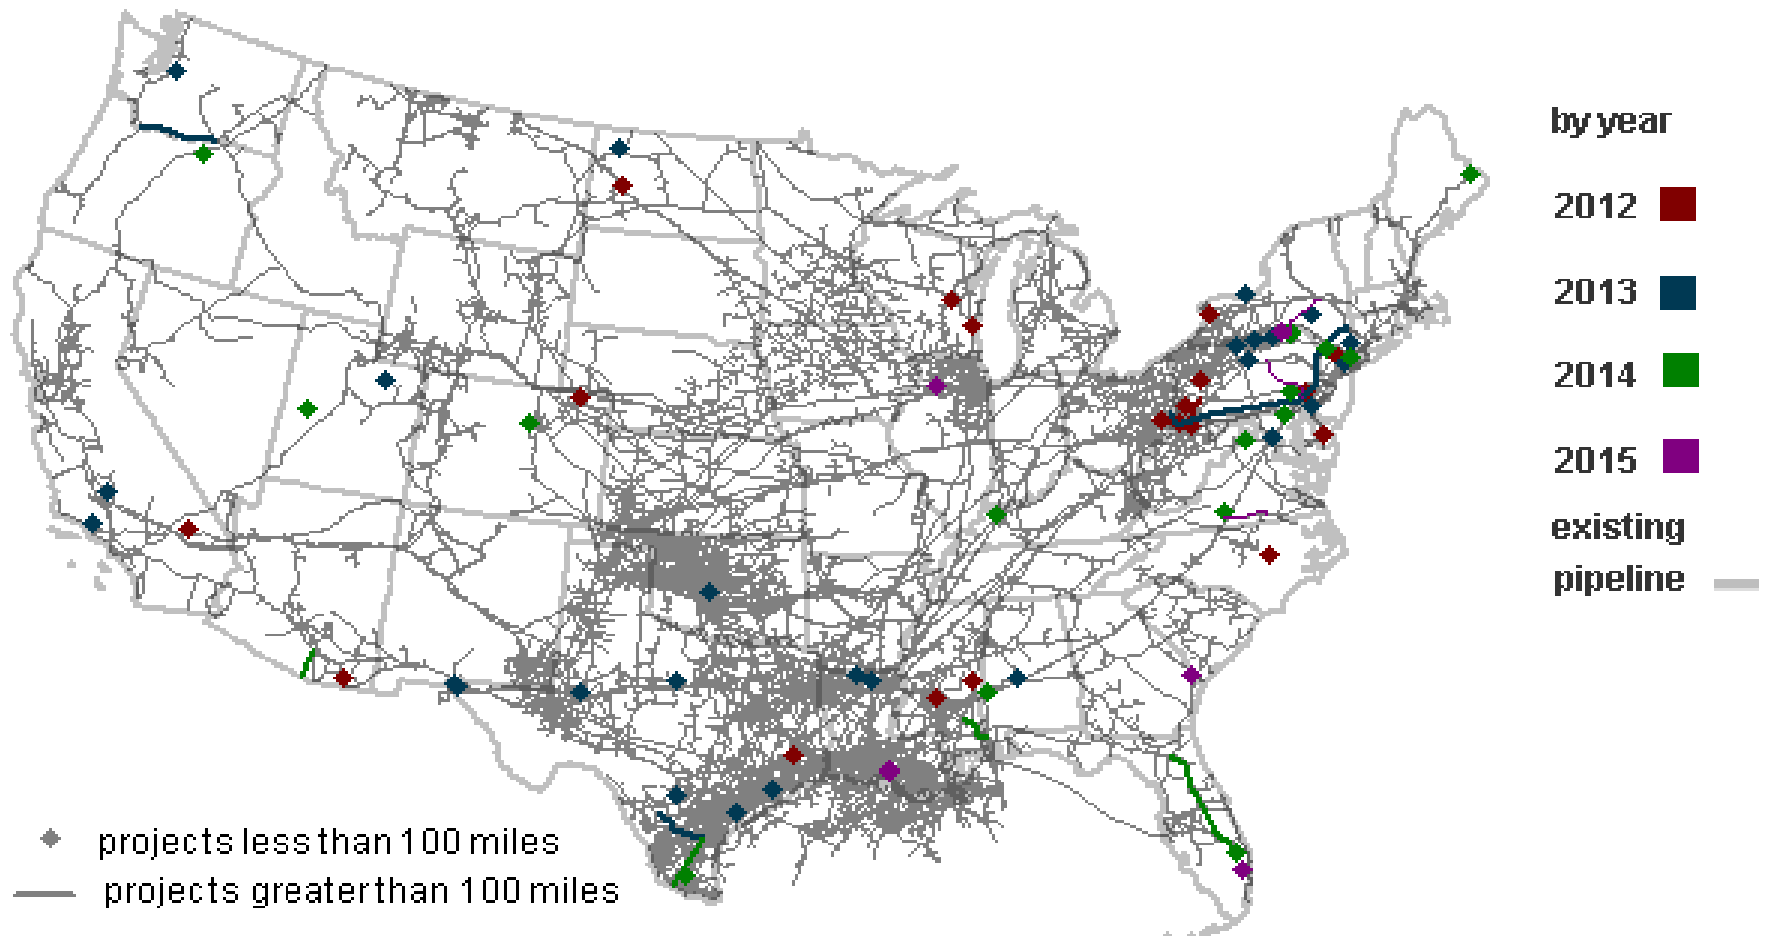 by year
2012
2013
2014
2015
existing
pipeline
projects less than 100 miles
projects greater than 100 miles